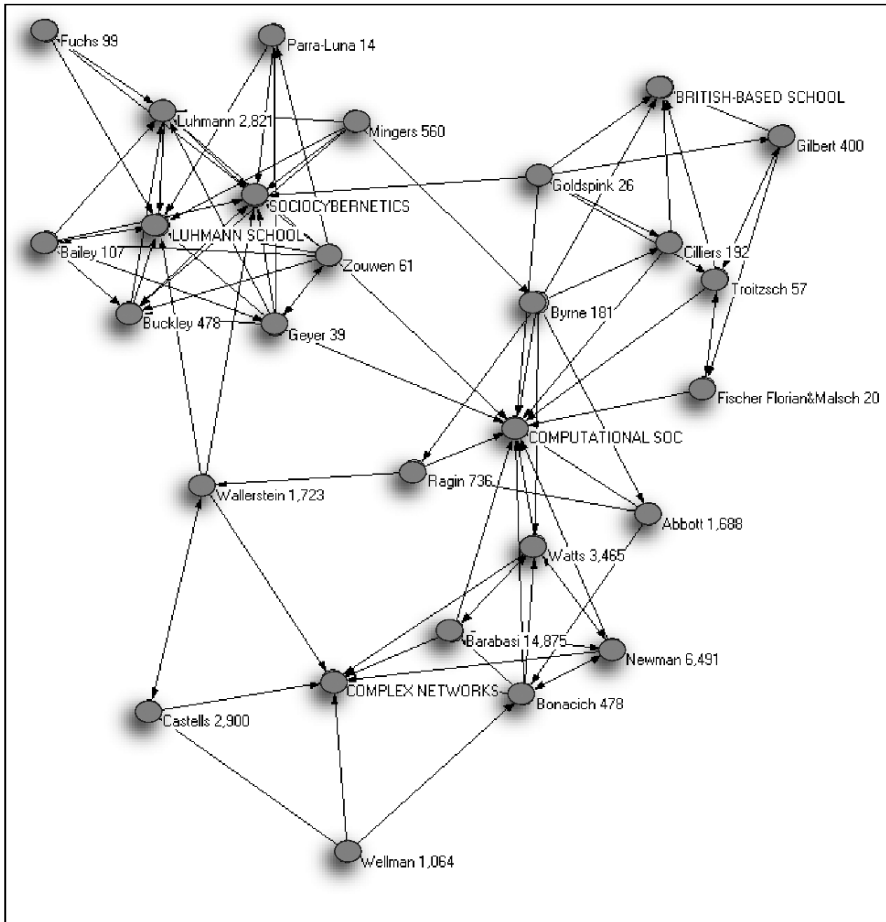 Fuchs 99
Parra-Luna 14
Luhmann 2,821
Mingers 560
'BRITISH-BASED SCHOOL
Gilbert 400
Goldspink 26
SOCIOCYBERNETICS
LUHMANN SCHOOL
Bailey 107
Zouwen 61
Cilliers 192
Troitzsch 57
Buckley 478
Geyer 39
Byrne 181
Fischer Florian&Malsch 20
COMPUTATIONAL SOC
Ragin 736
Wallerstein 1,723
Abbott 1,688
Watts 3,465
Barabasi 14,875
Newman 6,491
COMPLEX NETWORKS
Bonacich 478
Castells 2,900
Wellman 1,064